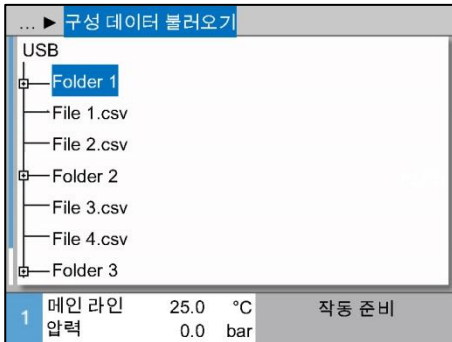 ... ► 구성 데이터 불러오기
USB
Folder 1
File 1.csv
File 2.csv
Folder 2
File 3.csv
File 4.csv
Folder 3
1 메인 라인 25.0 °C 작동 준비
압력 0.0 bar